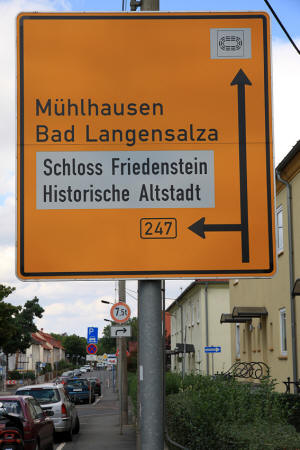 Mühlhausen
Bad Langensalza
Schloss Friedenstein
Historische Altstadt
247
7,5t
P